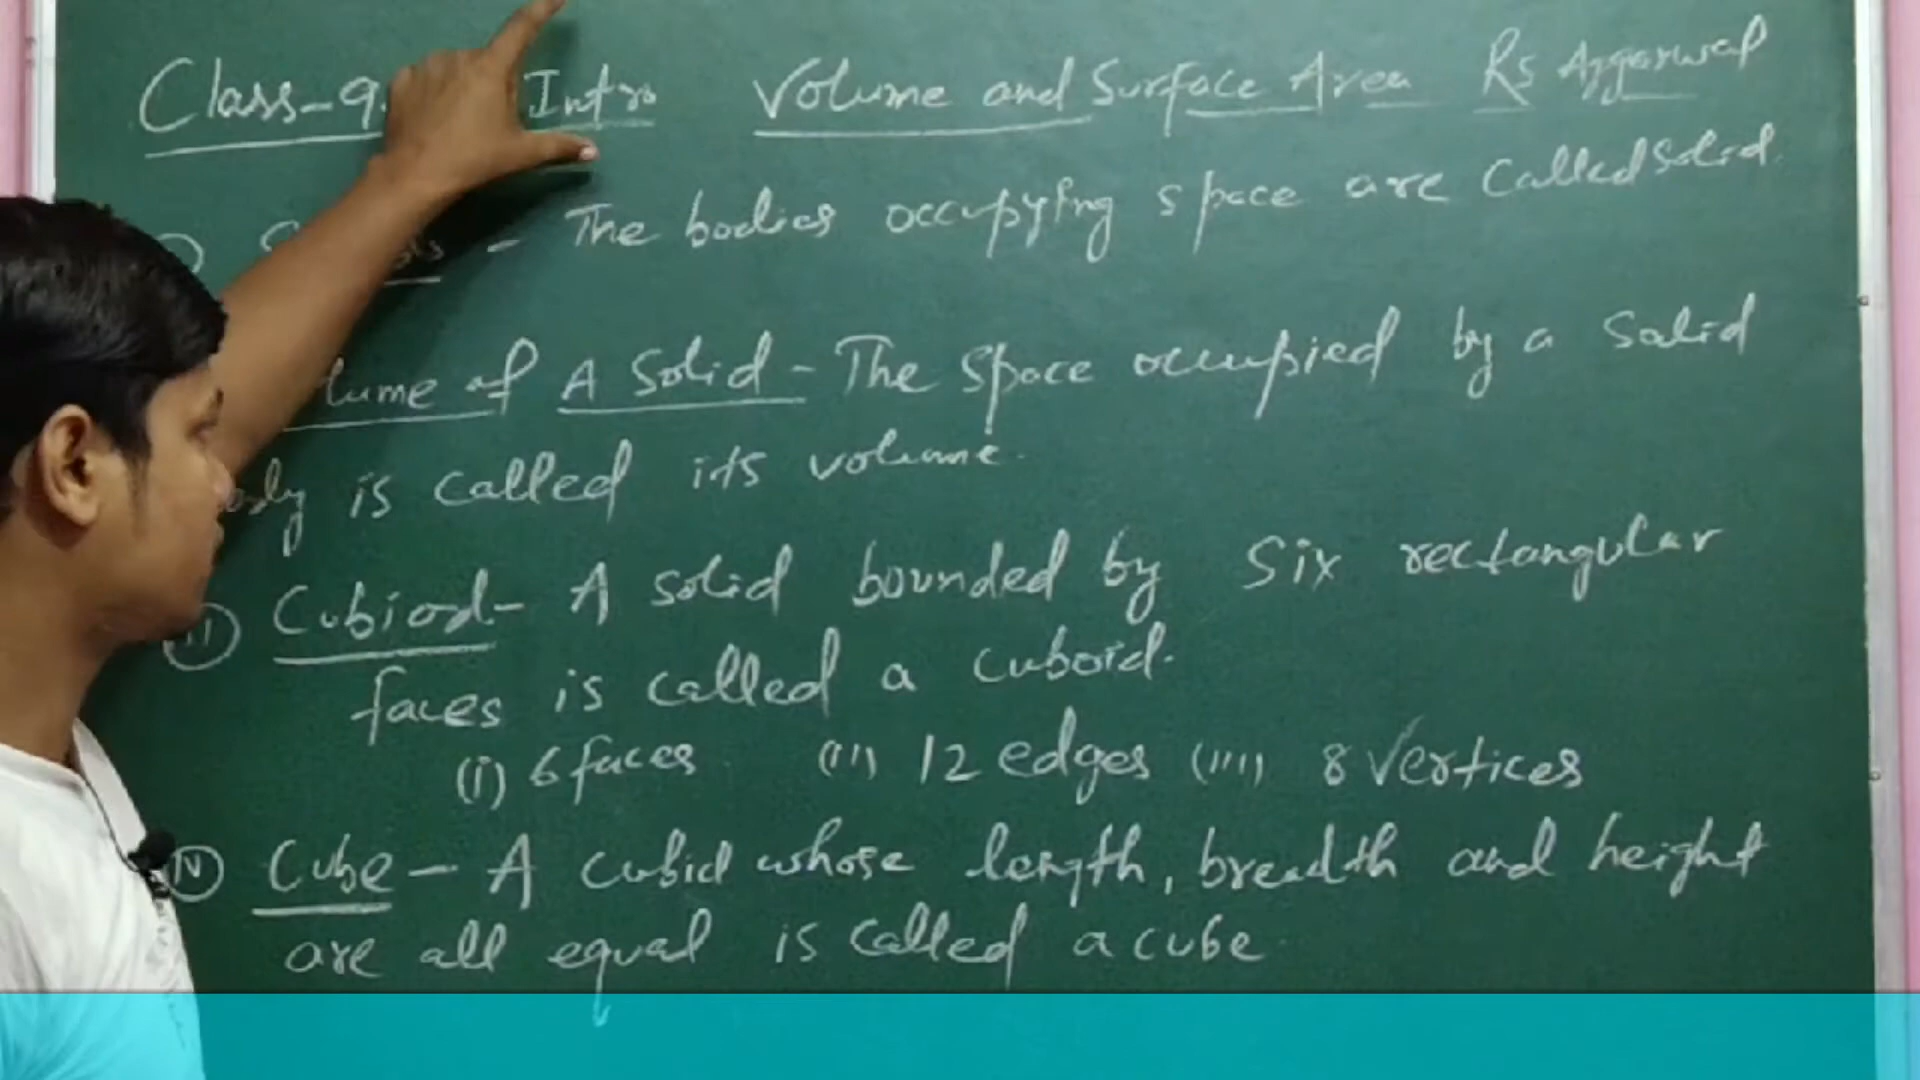 Class-9 Intro Volume and Surface Area Rs Aggarwal
- The bodies occupying space are called solid.
lume of A Solid - The space occupied by a Solid
body is called its volume.
Cubiod - A solid bounded by Six rectangular
faces is called a cuboid.
(i) 6 faces (ii) 12 edges (iii) 8 Vertices
IV Cube - A cubid whose length, breadth and height
are all equal is called a cube